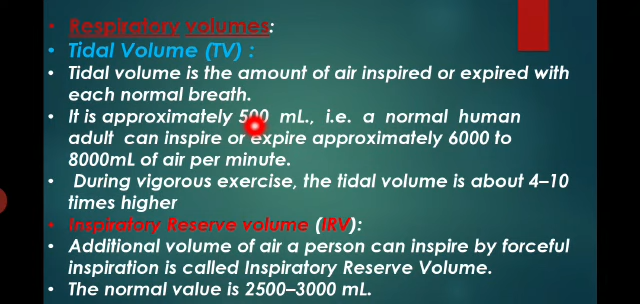 • Respiratory volumes:
• Tidal Volume (TV) :
• Tidal volume is the amount of air inspired or expired with
each normal breath.
• It is approximately 500 mL., i.e. a normal human
adult can inspire or expire approximately 6000 to
8000mL of air per minute.
• During vigorous exercise, the tidal volume is about 4–10
times higher
• Inspiratory Reserve volume (IRV):
• Additional volume of air a person can inspire by forceful
inspiration is called Inspiratory Reserve Volume.
• The normal value is 2500–3000 mL.